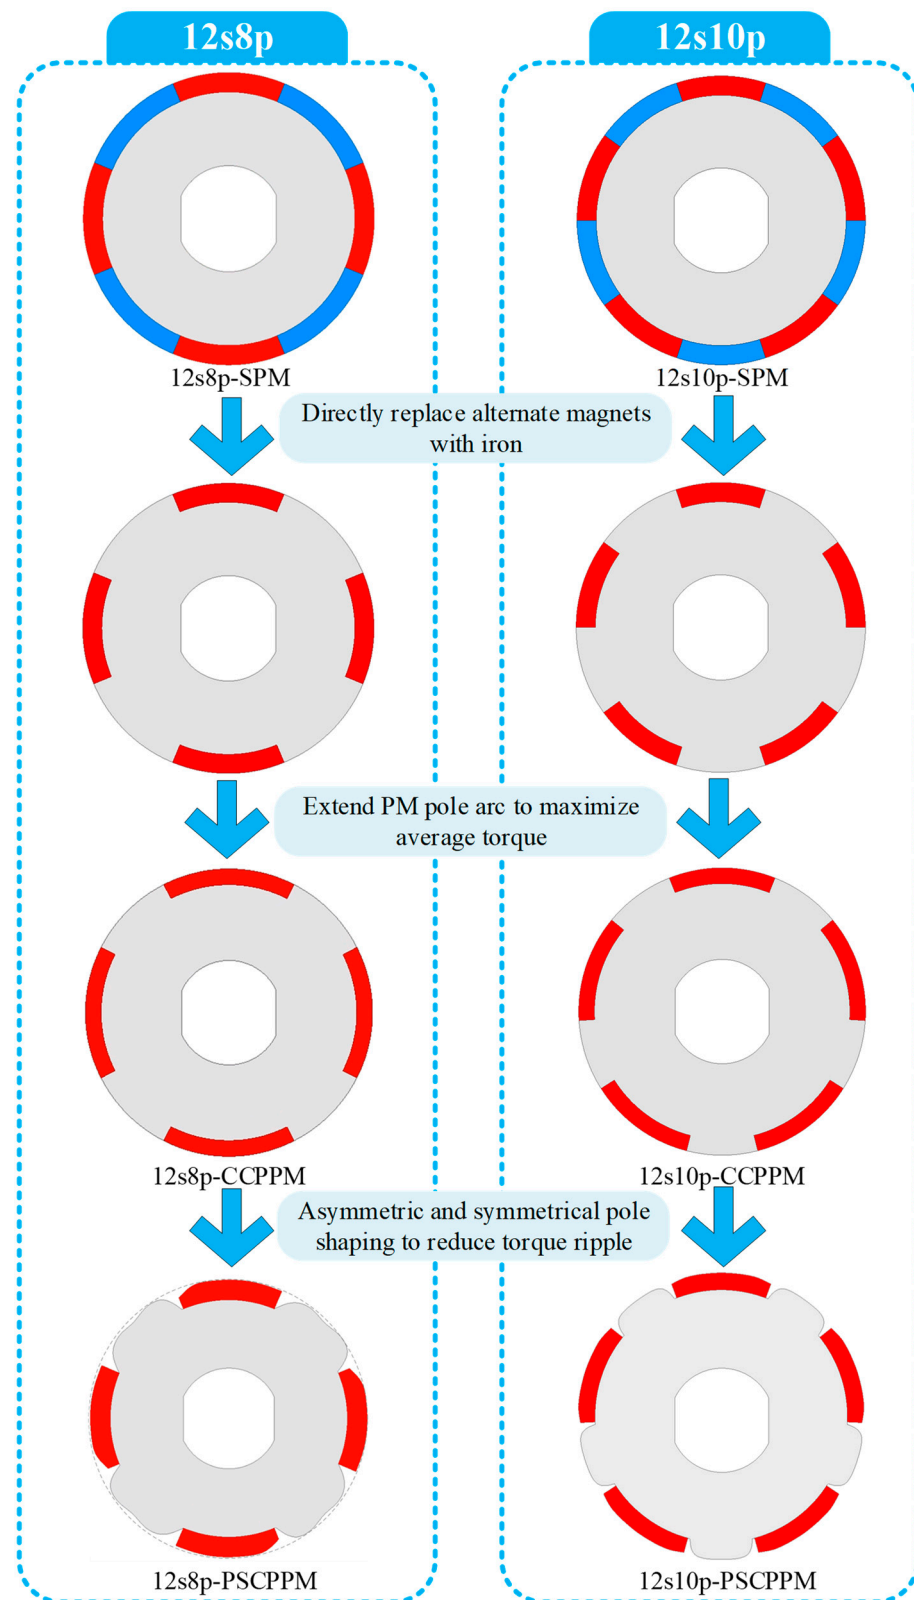 12s8p
12s10p
12s8p-SPM
12s10p-SPM
Directly replace alternate magnets
with iron
Extend PM pole arc to maximize
average torque
12s8p-CCPPM
12s10p-CCPPM
Asymmetric and symmetrical pole
shaping to reduce torque ripple
12s8p-PSCPPM
12s10p-PSCPPM